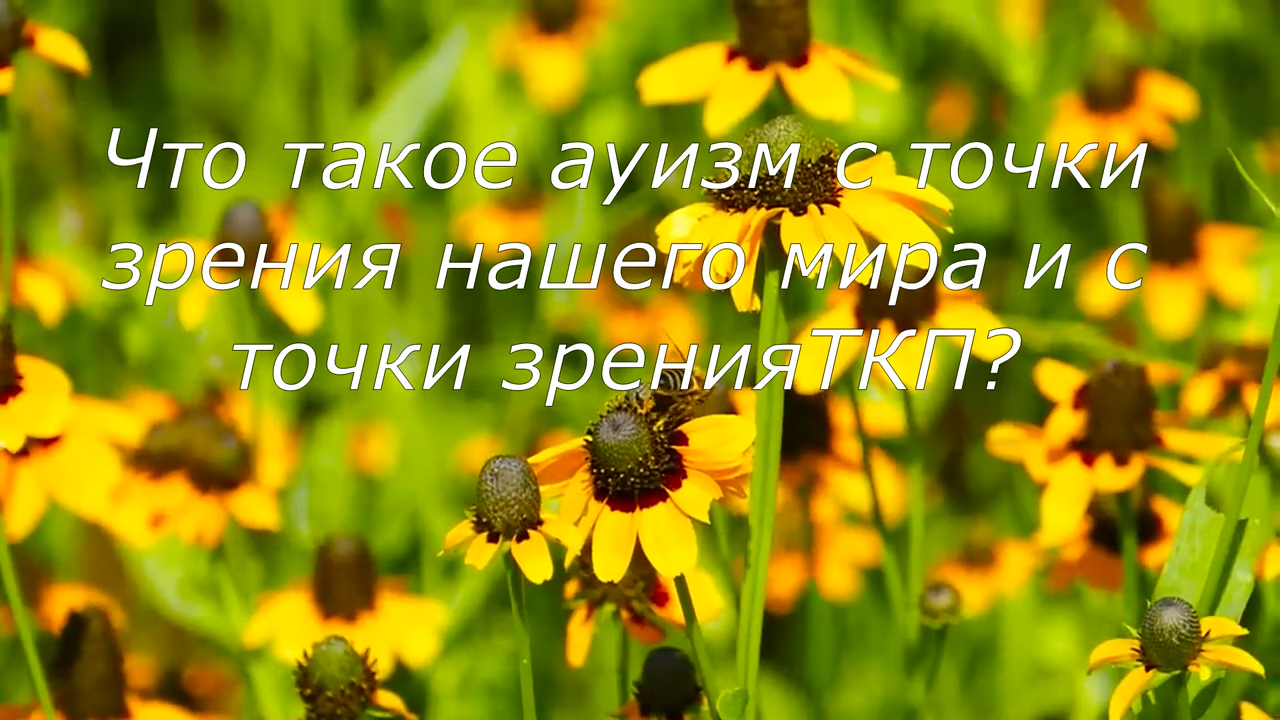 Что такое ауизм с точки
зрения нашего мира и с
точки зренияТКП?